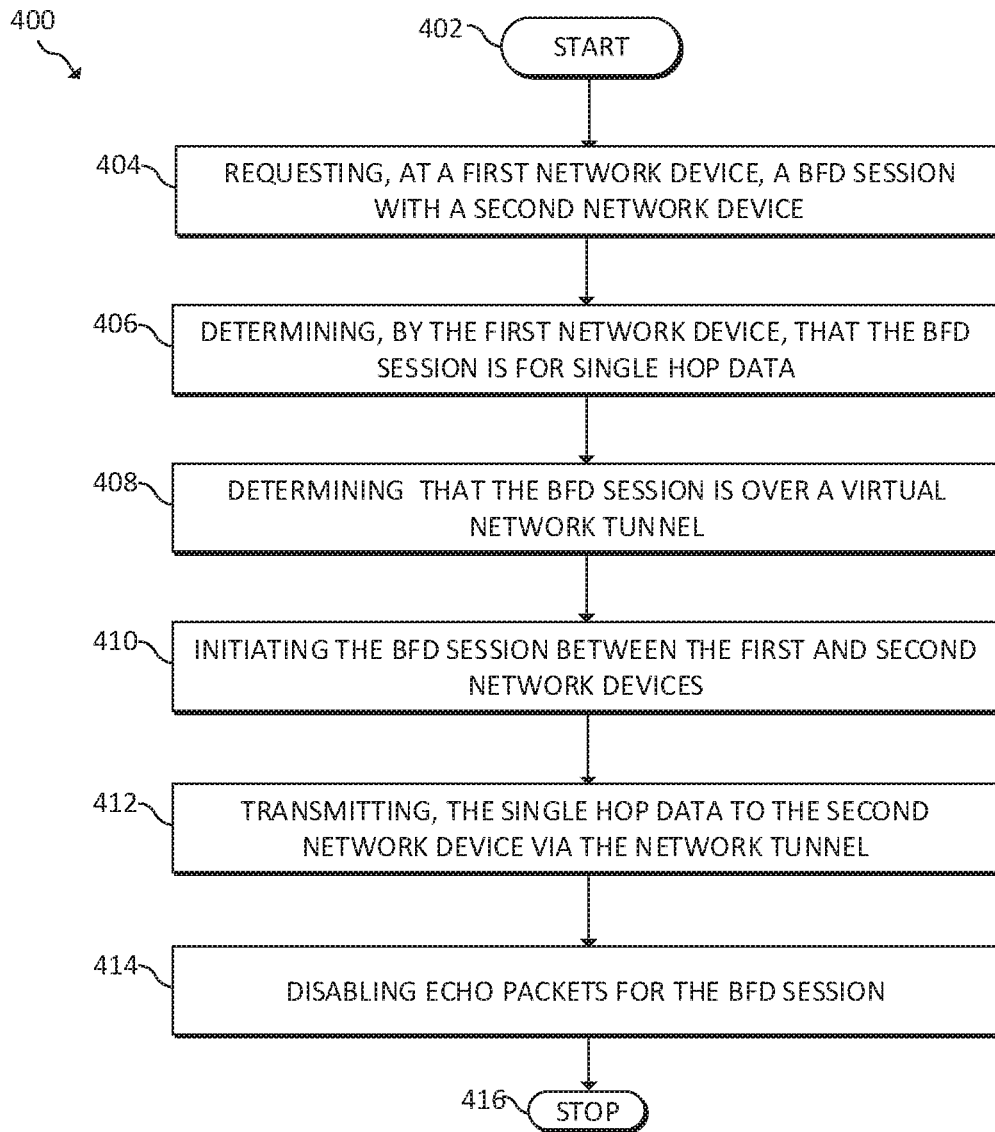 400
402
START
404
REQUESTING, AT A FIRST NETWORK DEVICE, A BFD SESSION
WITH A SECOND NETWORK DEVICE
406
DETERMINING, BY THE FIRST NETWORK DEVICE, THAT THE BFD
SESSION IS FOR SINGLE HOP DATA
408
DETERMINING THAT THE BFD SESSION IS OVER A VIRTUAL
NETWORK TUNNEL
410
INITIATING THE BFD SESSION BETWEEN THE FIRST AND SECOND
NETWORK DEVICES
412
TRANSMITTING, THE SINGLE HOP DATA TO THE SECOND
NETWORK DEVICE VIA THE NETWORK TUNNEL
414
DISABLING ECHO PACKETS FOR THE BFD SESSION
416
STOP